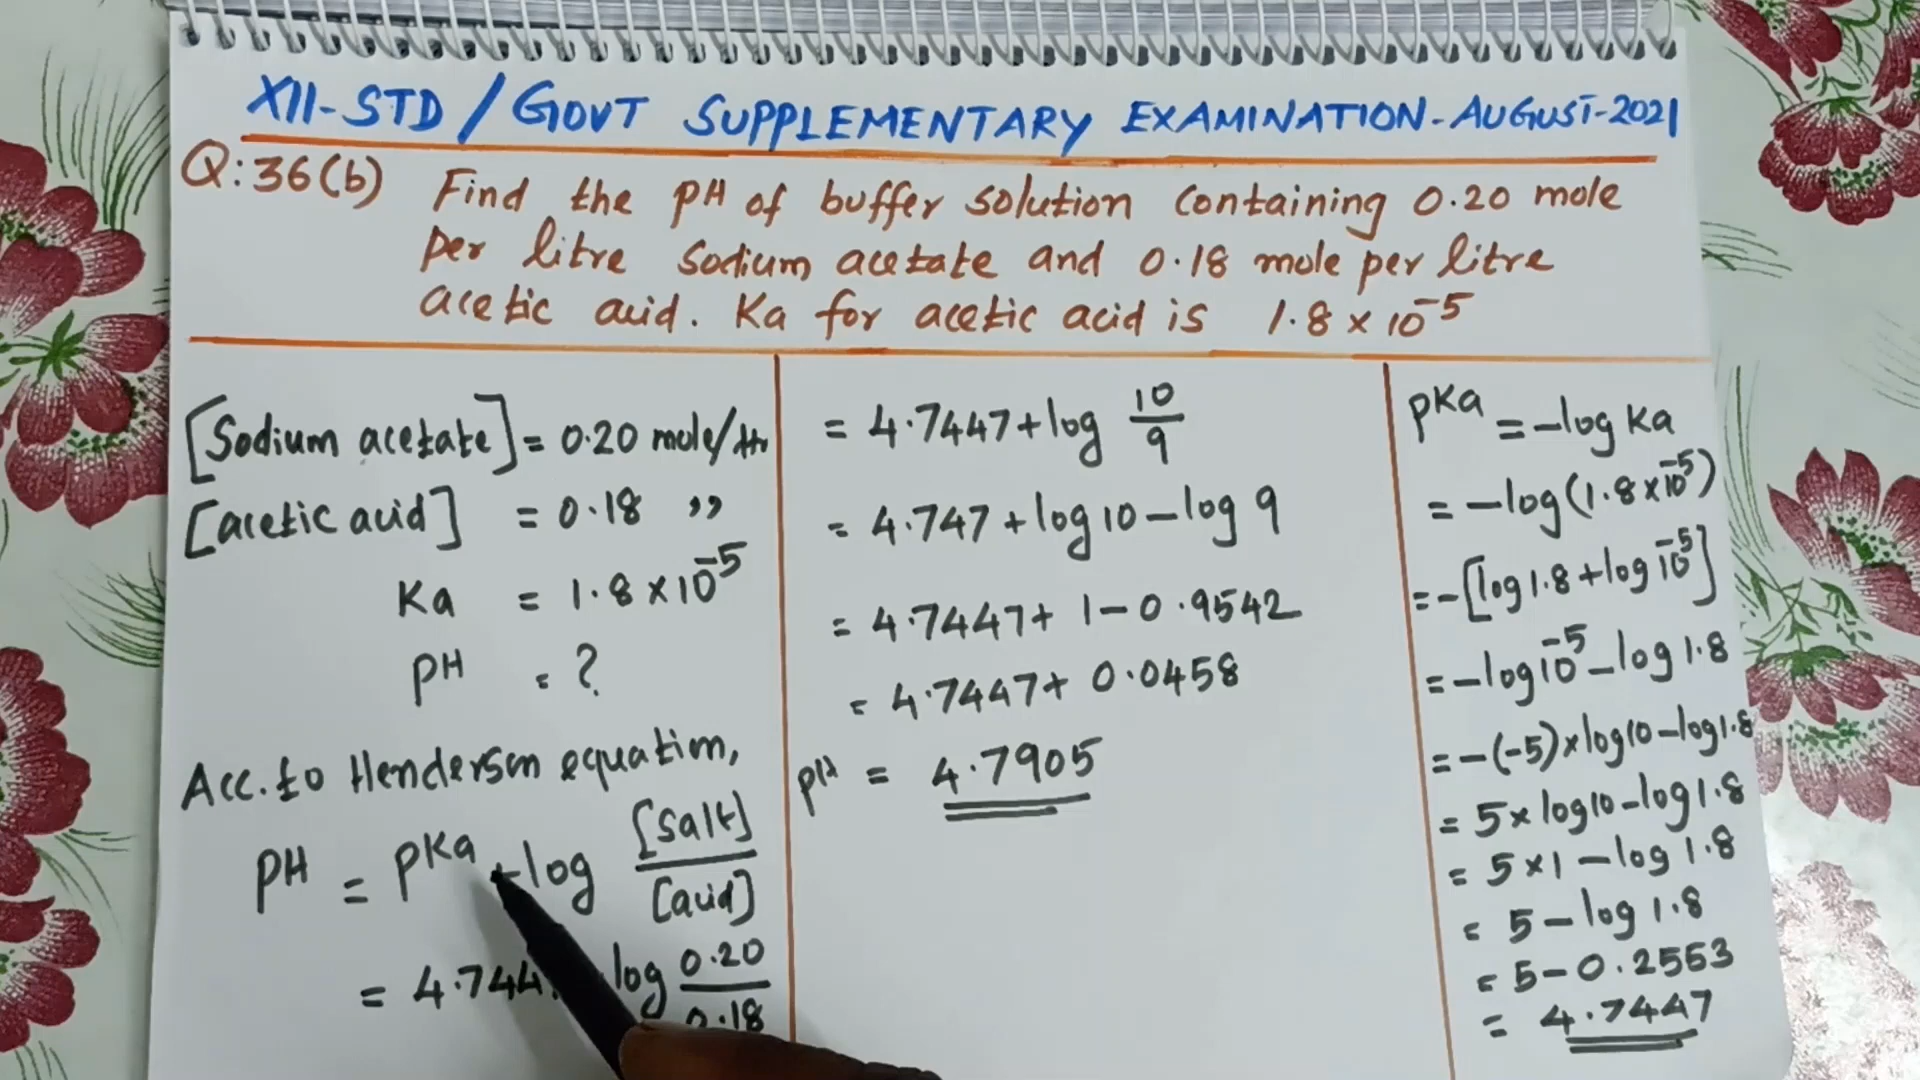 XII-STD / GOVT SUPPLEMENTARY EXAMINATION-AUGUST-2021
Q:36(b) Find the pH of buffer solution containing 0.20 mole
per litre sodium acetate and 0.18 mole per litre
acetic acid. Ka for acetic acid is 1.8 × 10⁻⁵
[Sodium acetate] = 0.20 mole/ltr
[acetic acid] = 0.18 ,,
Ka = 1.8 × 10⁻⁵
PH = ?
Acc. to Henderson equation,
PH = PKa + log [Salt]/[acid]
= 4.744 log 0.20/0.18
= 4.7447 + log 10/9
= 4.747 + log 10 - log 9
= 4.7447 + 1 - 0.9542
= 4.7447 + 0.0458
PH = 4.7905
PKa = -log Ka
= -log (1.8 × 10⁻⁵)
= -[log 1.8 + log 10⁻⁵]
= -log 10⁻⁵ - log 1.8
= -(-5) × log 10 - log 1.8
= 5 × log 10 - log 1.8
= 5 × 1 - log 1.8
= 5 - log 1.8
= 5 - 0.2553
= 4.7447